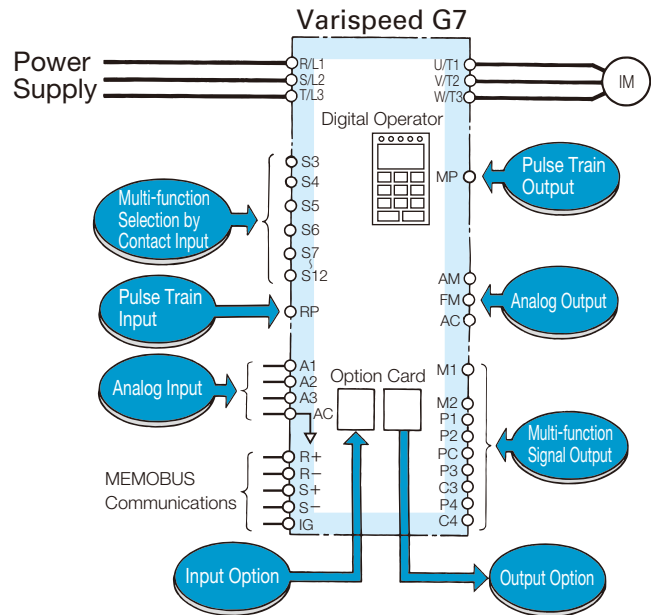 Varispeed G7
Power
Supply
R/L1
S/L2
T/L3
U/T1
V/T2
W/T3
IM
Digital Operator
S3
S4
S5
S6
S7
~
S12
Multi-function
Selection by
Contact Input
MP
Pulse Train
Output
Pulse Train
Input
RP
AM
FM
AC
Analog Output
Analog Input
A1
A2
A3
AC
Option Card
M1
M2
P1
P2
PC
P3
C3
P4
C4
Multi-function
Signal Output
MEMOBUS
Communications
R+
R−
S+
S−
IG
Input Option
Output Option